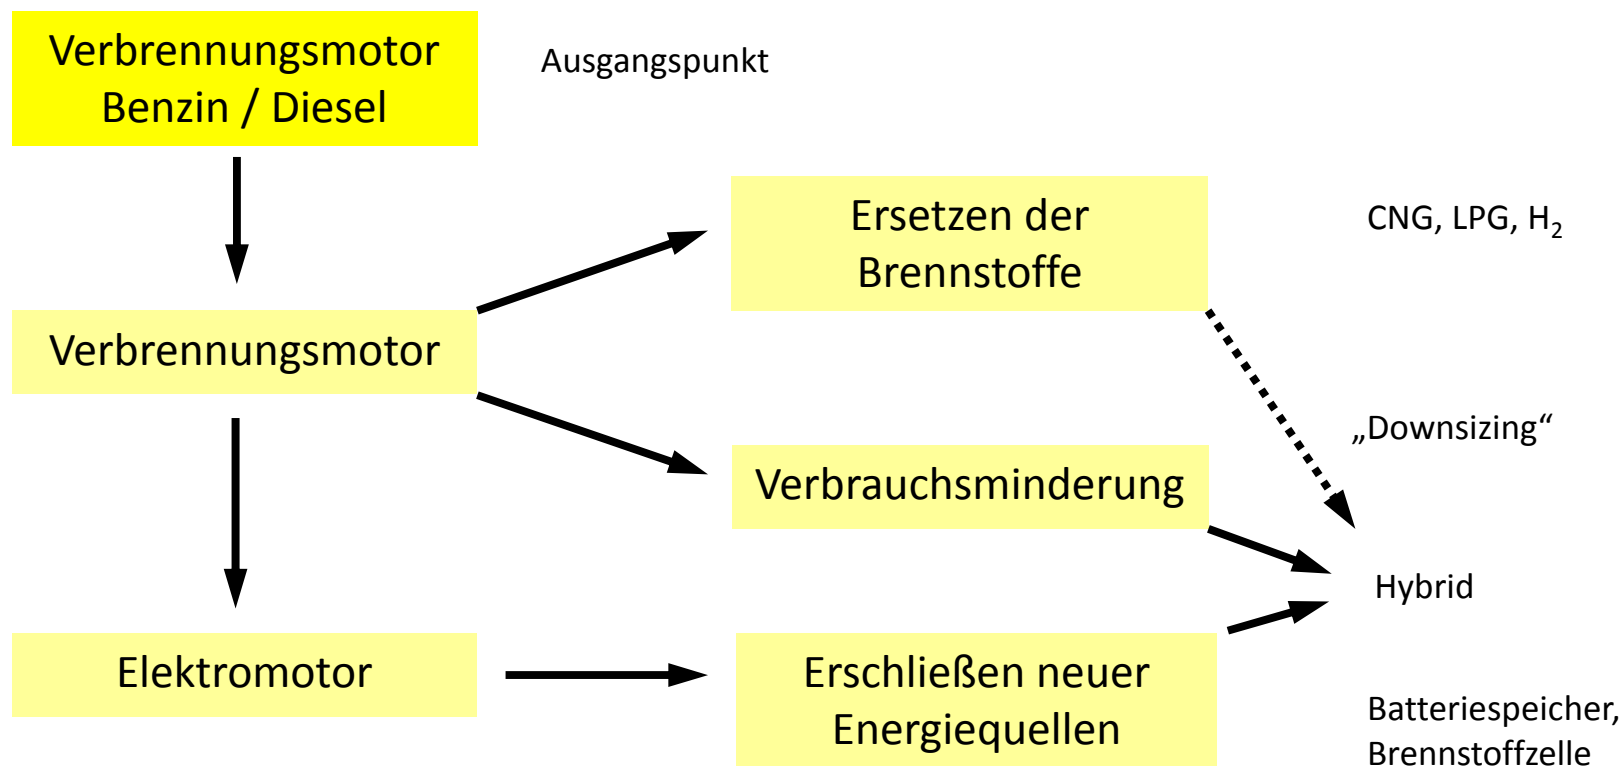 Verbrennungsmotor
Benzin / Diesel
Ausgangspunkt
Ersetzen der
Brennstoffe
CNG, LPG, H₂
Verbrennungsmotor
„Downsizing“
Verbrauchsminderung
Hybrid
Elektromotor
Erschließen neuer
Energiequellen
Batteriespeicher,
Brennstoffzelle